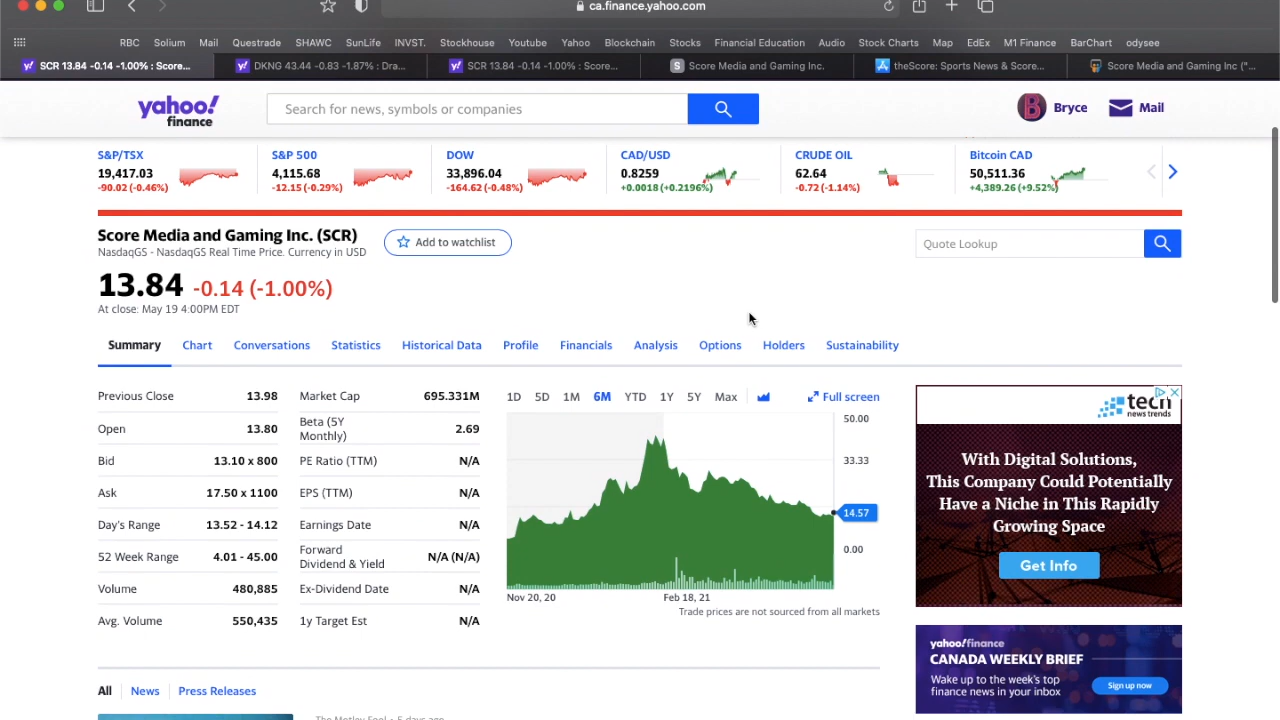 ca.finance.yahoo.com
RBC Solium Mail Questrade SHAWC SunLife INVST. Stockhouse Youtube Yahoo Blockchain Stocks Financial Education Audio Stock Charts Map EdEx M1 Finance BarChart odysee
SCR 13.84 -0.14 -1.00% : Score... DKNG 43.44 -0.83 -1.87% : Dra... SCR 13.84 -0.14 -1.00% : Score... S Score Media and Gaming Inc. theScore: Sports News & Score... Score Media and Gaming Inc ("...
yahoo!
finance
Search for news, symbols or companies
B Bryce Mail
S&P/TSX S&P 500 DOW CAD/USD CRUDE OIL Bitcoin CAD
19,417.03 4,115.68 33,896.04 0.8259 62.64 50,511.36
-90.02 (-0.46%) -12.15 (-0.29%) -164.62 (-0.48%) +0.0018 (+0.2196%) -0.72 (-1.14%) +4,389.26 (+9.52%)
Score Media and Gaming Inc. (SCR) Add to watchlist
Quote Lookup
NasdaqGS - NasdaqGS Real Time Price. Currency in USD
13.84 -0.14 (-1.00%)
At close: May 19 4:00PM EDT
Summary Chart Conversations Statistics Historical Data Profile Financials Analysis Options Holders Sustainability
Previous Close 13.98
Open 13.80
Bid 13.10 x 800
Ask 17.50 x 1100
Day's Range 13.52 - 14.12
52 Week Range 4.01 - 45.00
Volume 480,885
Avg. Volume 550,435
Market Cap 695.331M
Beta (5Y
Monthly) 2.69
PE Ratio (TTM) N/A
EPS (TTM) N/A
Earnings Date N/A
Forward
Dividend & Yield N/A (N/A)
Ex-Dividend Date N/A
1y Target Est N/A
1D 5D 1M 6M YTD 1Y 5Y Max Full screen
50.00
33.33
14.57
0.00
Nov 20, 20 Feb 18, 21
Trade prices are not sourced from all markets
tech
news trends
With Digital Solutions,
This Company Could Potentially
Have a Niche in This Rapidly
Growing Space
Get Info
yahoo!finance
CANADA WEEKLY BRIEF
Wake up to the week's top
finance news in your inbox
Sign up now
All News Press Releases
The Motley Fool • 5 days ago